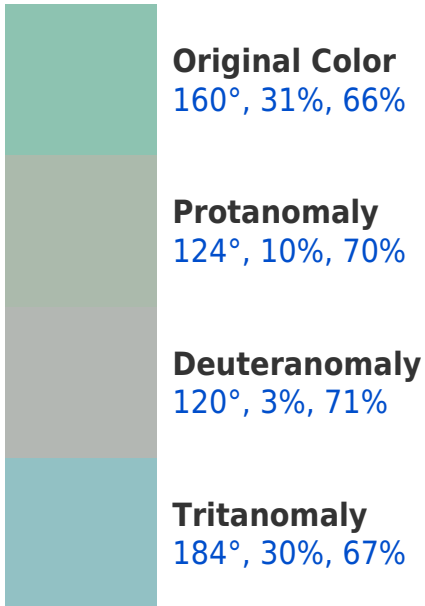 Original Color
160°, 31%, 66%
Protanomaly
124°, 10%, 70%
Deuteranomaly
120°, 3%, 71%
Tritanomaly
184°, 30%, 67%